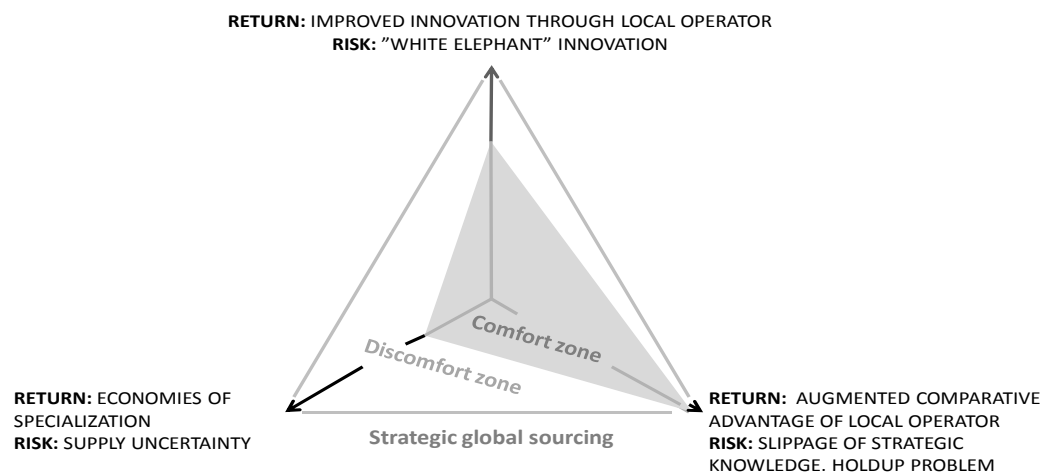 RETURN: IMPROVED INNOVATION THROUGH LOCAL OPERATOR
RISK: ”WHITE ELEPHANT” INNOVATION
Comfort zone
Discomfort zone
RETURN: ECONOMIES OF
SPECIALIZATION
RISK: SUPPLY UNCERTAINTY
Strategic global sourcing
RETURN: AUGMENTED COMPARATIVE
ADVANTAGE OF LOCAL OPERATOR
RISK: SLIPPAGE OF STRATEGIC
KNOWLEDGE, HOLDUP PROBLEM